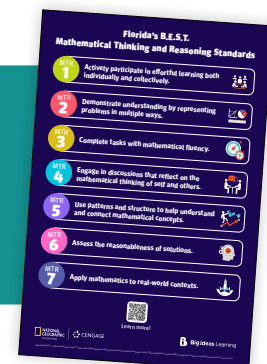 Florida's B.E.S.T.
Mathematical Thinking and Reasoning Standards
MTR
1
Actively participate in effortful learning both
individually and collectively.
MTR
2
Demonstrate understanding by representing
problems in multiple ways.
MTR
3
Complete tasks with mathematical fluency.
MTR
4
Engage in discussions that reflect on the
mathematical thinking of self and others.
MTR
5
Use patterns and structure to help understand
and connect mathematical concepts.
MTR
6
Assess the reasonableness of solutions.
MTR
7
Apply mathematics to real-world contexts.
Learn more!
NATIONAL
GEOGRAPHIC
CENGAGE
Big Ideas Learning